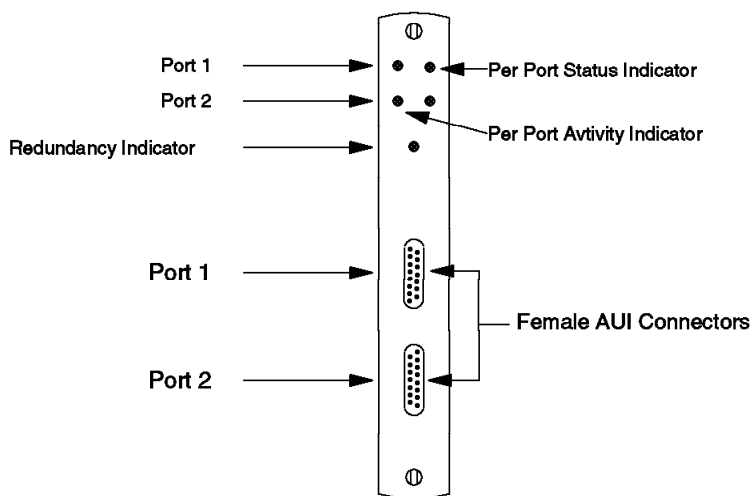 Port 1
Per Port Status Indicator
Port 2
Per Port Avtivity Indicator
Redundancy Indicator
Port 1
Female AUI Connectors
Port 2